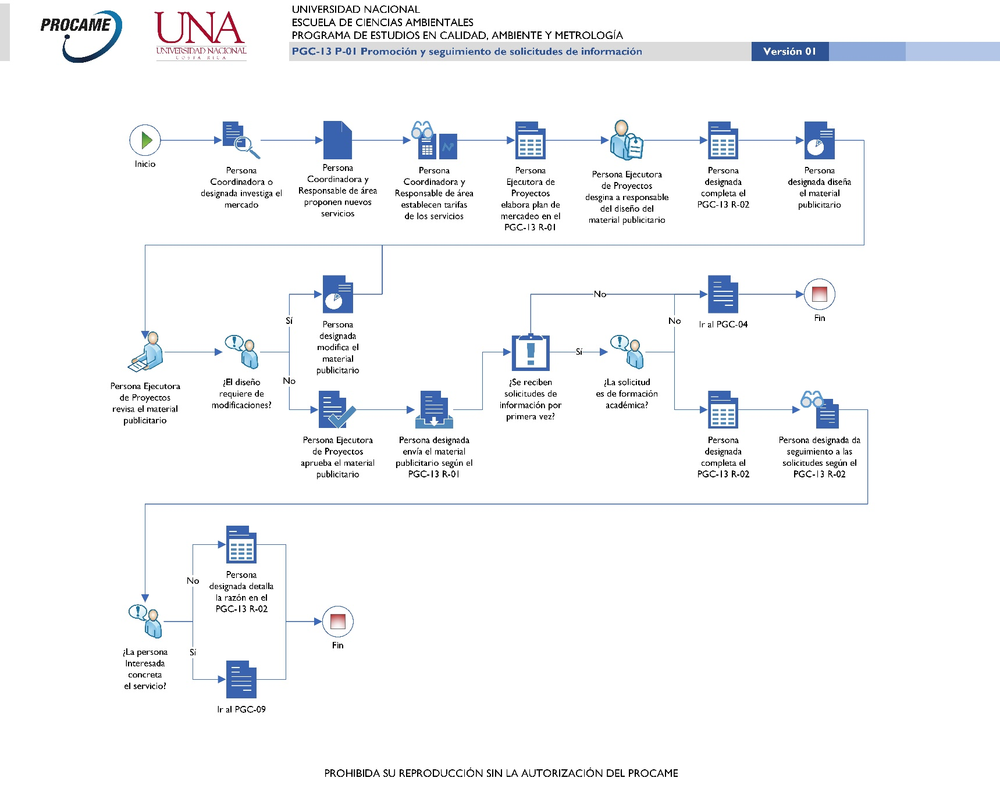 PROCAME
UNA
UNIVERSIDAD NACIONAL
COSTA RICA
UNIVERSIDAD NACIONAL
ESCUELA DE CIENCIAS AMBIENTALES
PROGRAMA DE ESTUDIOS EN CALIDAD, AMBIENTE Y METROLOGÍA
PGC-13 P-01 Promoción y seguimiento de solicitudes de información
Versión 01
Inicio
Persona
Coordinadora o
designada investiga el
mercado
Persona
Coordinadora y
Responsable de área
proponen nuevos
servicios
Persona
Coordinadora y
Responsable de área
establecen tarifas
de los servicios
Persona
Ejecutora de
Proyectos
elabora plan de
mercadeo en el
PGC-13 R-01
Persona Ejecutora
de Proyectos
desgina a responsable
del diseño del
material publicitario
Persona
designada
completa el
PGC-13 R-02
Persona
designada diseña
el material
publicitario
Persona Ejecutora
de Proyectos
revisa el material
publicitario
¿El diseño
requiere de
modificaciones?
Sí
Persona
designada
modifica el
material
publicitario
No
Persona Ejecutora
de Proyectos
aprueba el material
publicitario
Persona designada
envía el material
publicitario según el
PGC-13 R-01
¿Se reciben
solicitudes de
información por
primera vez?
No
Sí
¿La solicitud
es de formación
académica?
No
Ir al PGC-04
Fin
Persona
designada
completa el
PGC-13 R-02
Persona designada da
seguimiento a las
solicitudes según el
PGC-13 R-02
¿La persona
Interesada
concreta
el servicio?
No
Persona
designada detalla
la razón en el
PGC-13 R-02
Sí
Ir al PGC-09
Fin
PROHIBIDA SU REPRODUCCIÓN SIN LA AUTORIZACIÓN DEL PROCAME